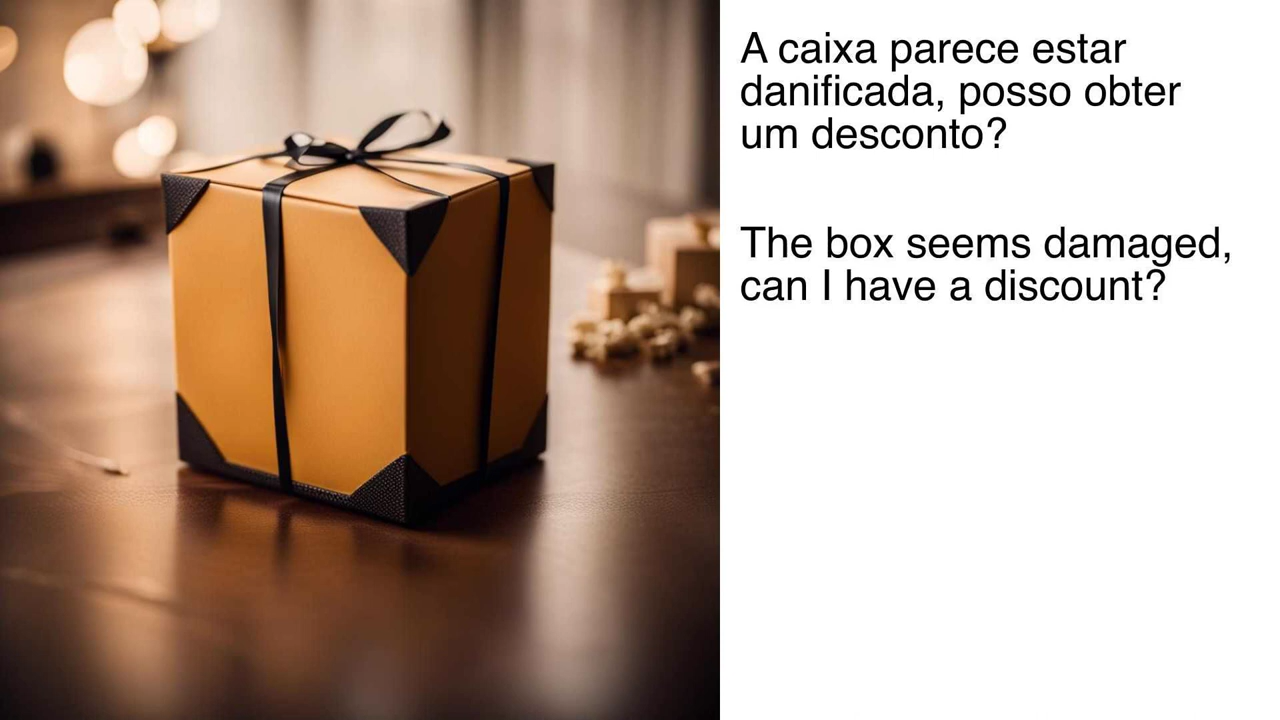 A caixa parece estar
danificada, posso obter
um desconto?
The box seems damaged,
can I have a discount?